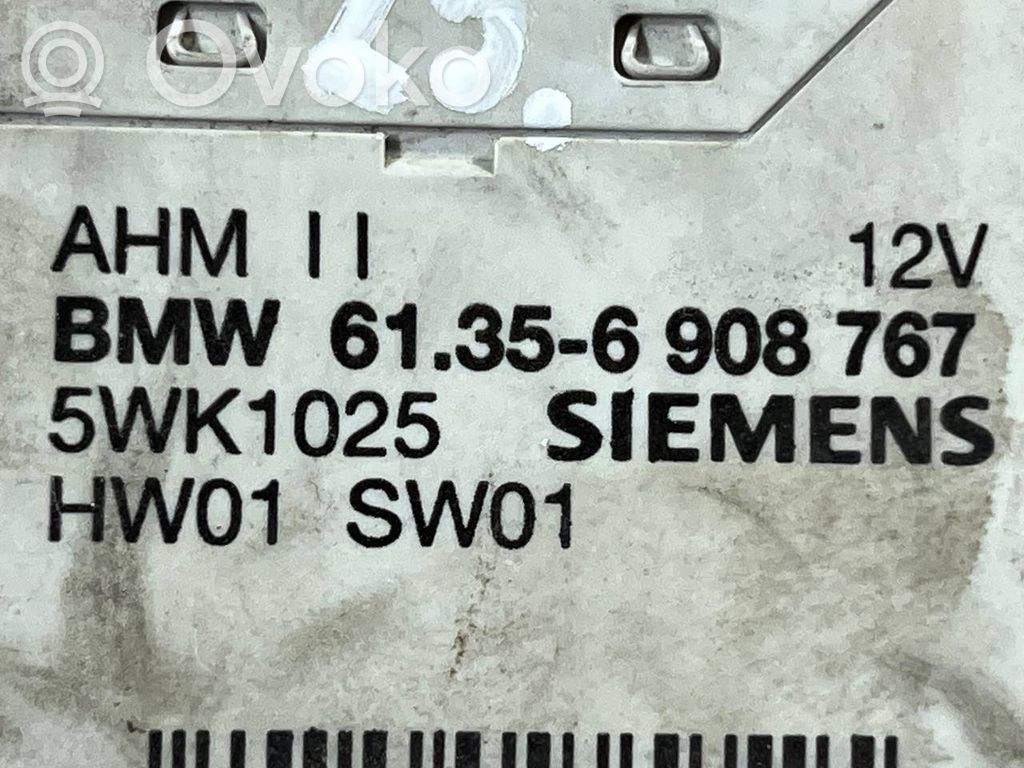 Ovoko
AHM II 12V
BMW 61.35-6 908 767
5WK1025 SIEMENS
HW01 SW01